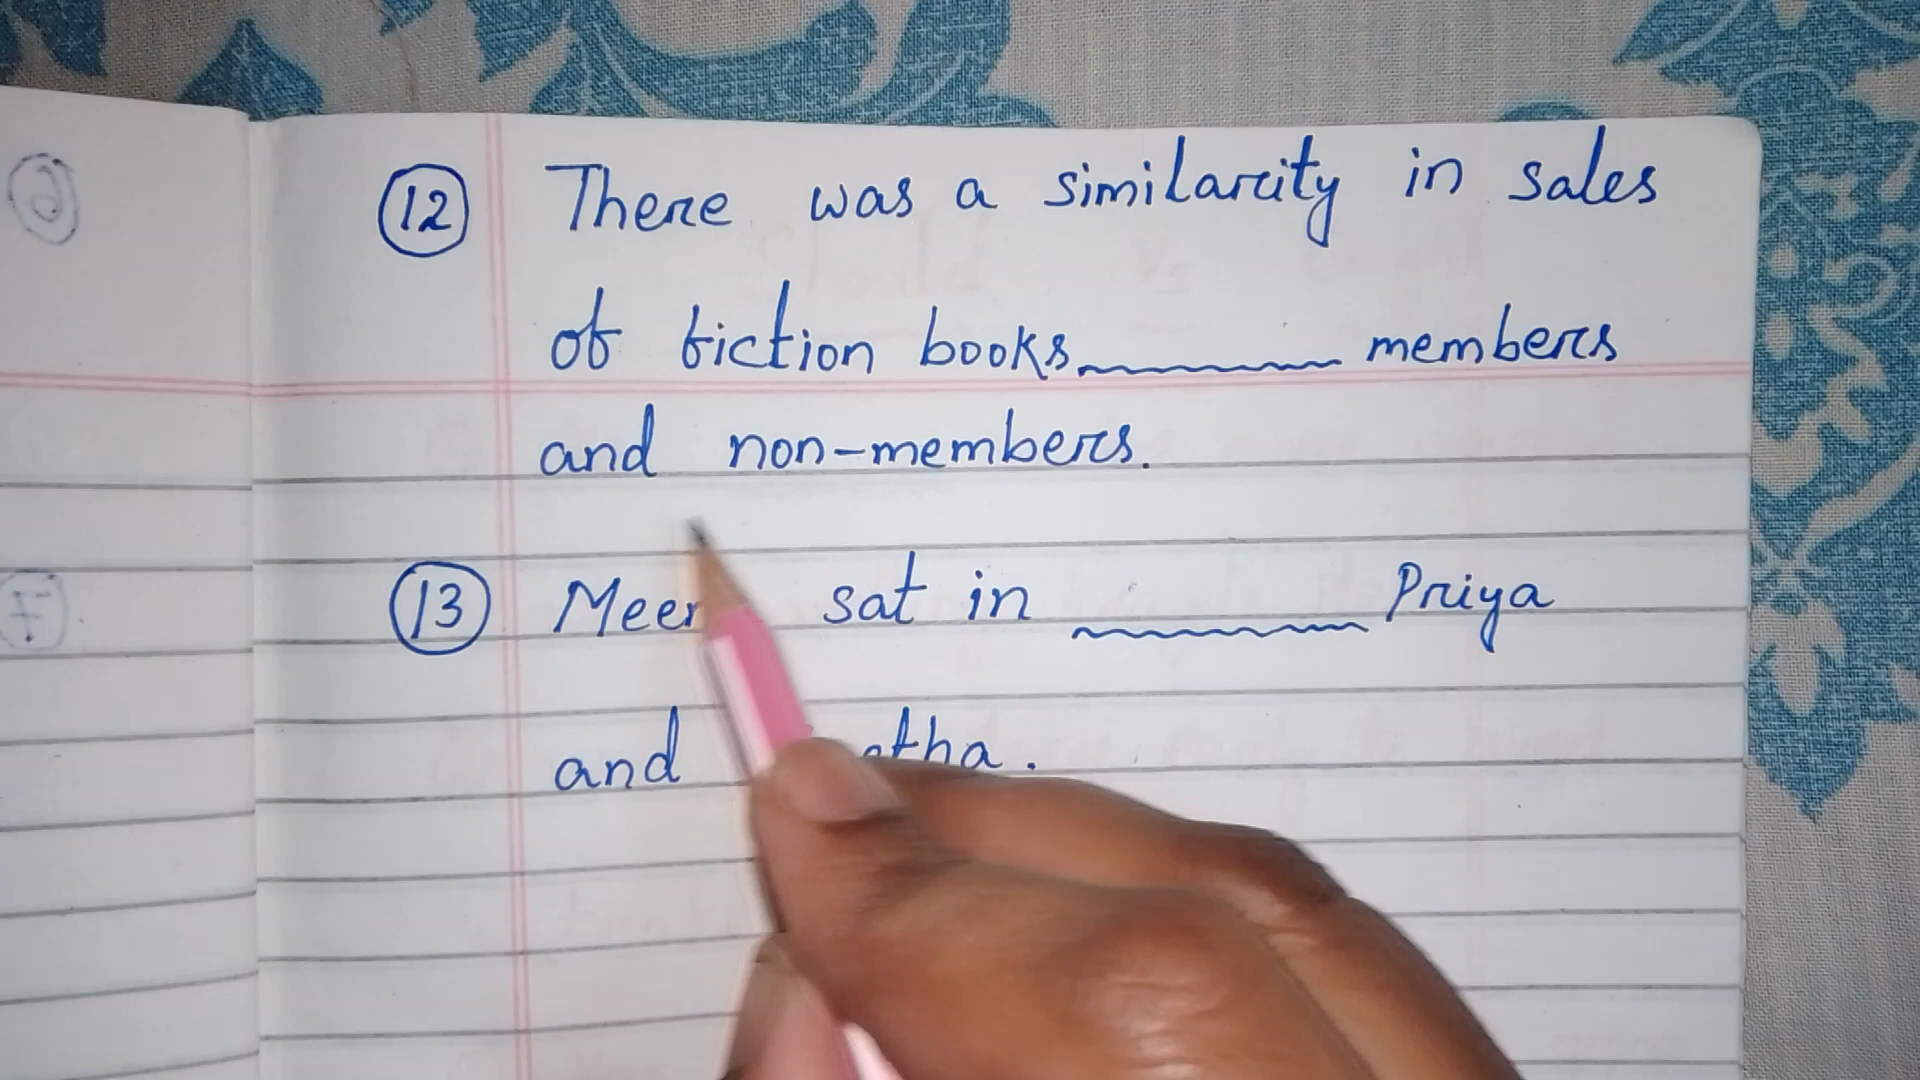 12 There was a similarity in sales
of fiction books ______ members
and non-members.
13 sat in ______ Priya
and